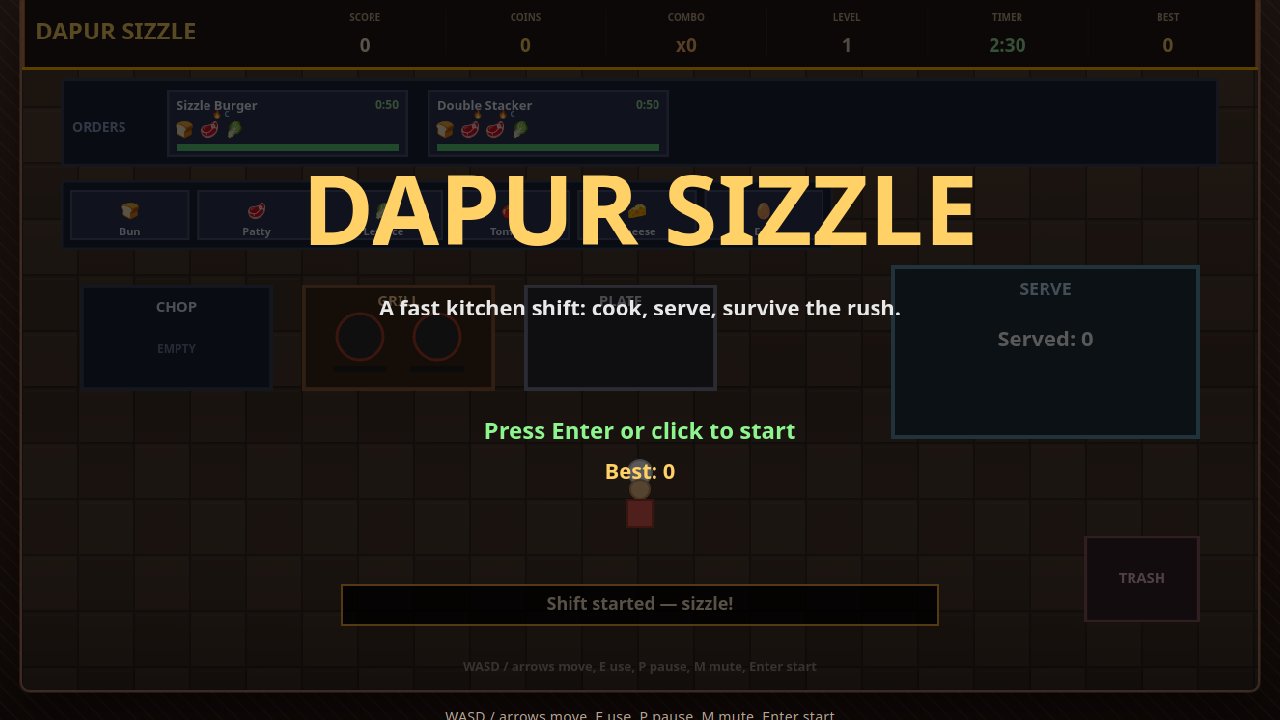 DAPUR SIZZLE
SCORE COINS COMBO LEVEL TIMER BEST
0 0 x0 1 2:30 0
ORDERS
Sizzle Burger 0:50
Double Stacker 0:50
Bun Patty
DAPUR SIZZLE
CHOP
EMPTY
GRILL
PLATE
SERVE
Served: 0
A fast kitchen shift: cook, serve, survive the rush.
Press Enter or click to start
Best: 0
TRASH
Shift started — sizzle!
WASD / arrows move, E use, P pause, M mute, Enter start
WASD / arrows move, E use, P pause, M mute, Enter start